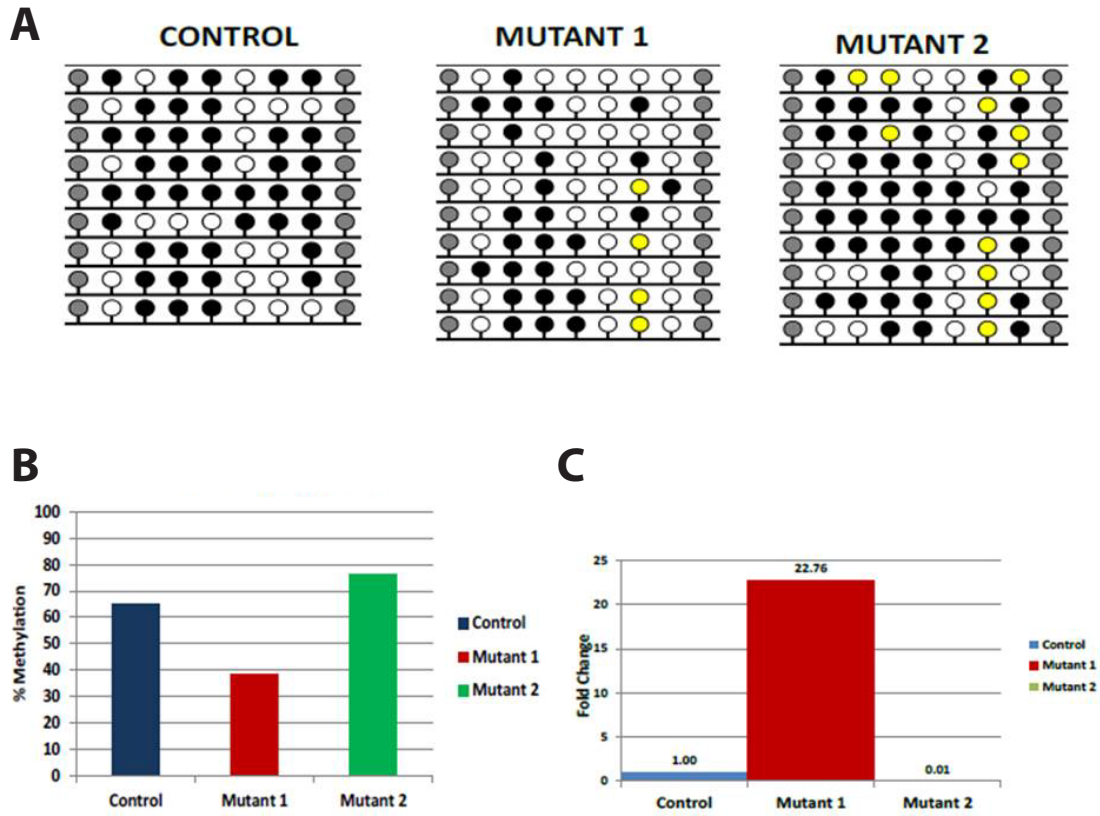 A
CONTROL
MUTANT 1
MUTANT 2
B
100
90
80
70
60
50
40
30
20
10
0
% Methylation
Control
Mutant 1
Mutant 2
Control
Mutant 1
Mutant 2
C
25
20
15
10
5
0
Fold Change
1.00
22.76
0.01
Control
Mutant 1
Mutant 2
Control
Mutant 1
Mutant 2